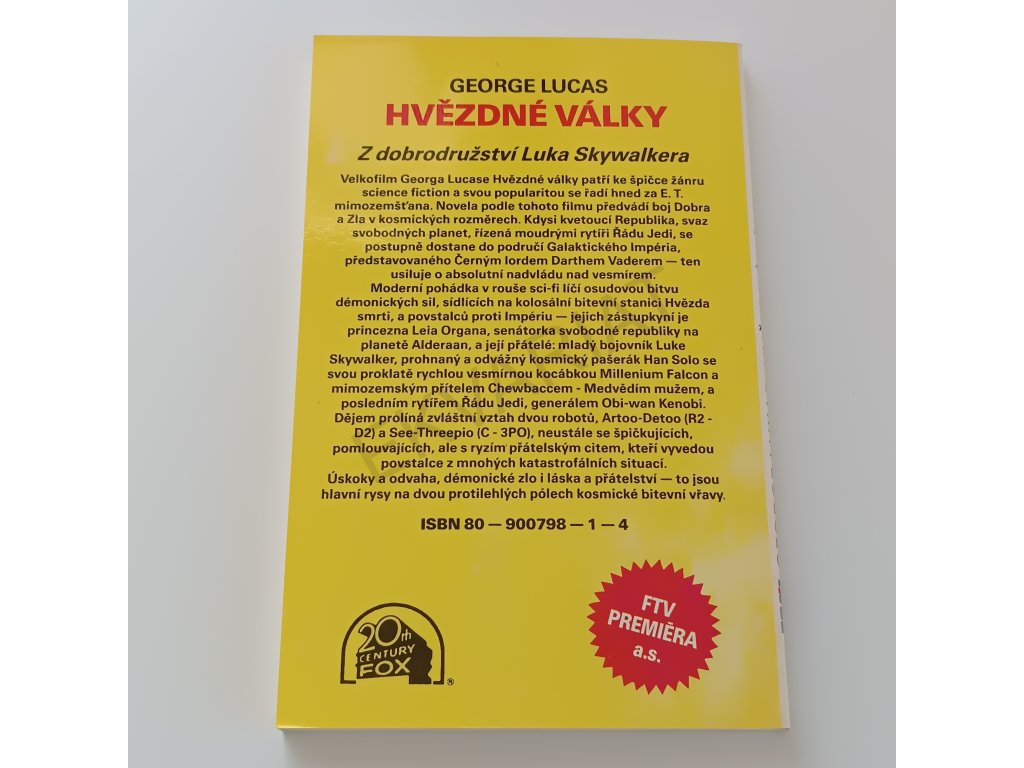 GEORGE LUCAS
HVĚZDNÉ VÁLKY
Z dobrodružství Luka Skywalkera
Velkofilm Georga Lucase Hvězdné války patří ke špičce žánru
science fiction a svou popularitou se řadí hned za E. T.
mimozemšťana. Novela podle tohoto filmu předvádí boj Dobra
a Zla v kosmických rozměrech. Kdysi kvetoucí Republika, svaz
svobodných planet, řízená moudrými rytíři Řádu Jedi, se
postupně dostane do područí Galaktického Impéria,
představovaného Černým lordem Darthem Vaderem — ten
usiluje o absolutní nadvládu nad vesmírem.
Moderní pohádka v rouše sci-fi líčí osudovou bitvu
démonických sil, sídlících na kolosální bitevní stanici Hvězda
smrti, a povstalců proti Impériu — jejich zástupkyní je
princezna Leia Organa, senátorka svobodné republiky na
planetě Alderaan, a její přátelé: mladý bojovník Luke
Skywalker, prohnaný a odvážný kosmický pašerák Han Solo se
svou proklatě rychlou vesmírnou kocábkou Millenium Falcon a
mimozemským přítelem Chewbaccem - Medvědím mužem, a
posledním rytířem Řádu Jedi, generálem Obi-wan Kenobi.
Dějem prolíná zvláštní vztah dvou robotů, Artoo-Detoo (R2 -
D2) a See-Threepio (C - 3PO), neustále se špičkujících,
pomlouvajících, ale s ryzím přátelským citem, kteří vyvedou
povstalce z mnohých katastrofálních situací.
Úskoky a odvaha, démonické zlo i láska a přátelství — to jsou
hlavní rysy na dvou protilehlých pólech kosmické bitevní vřavy.
ISBN 80 — 900798 — 1 — 4
FTV
PREMIÉRA
a.s.
20th
CENTURY
FOX
®